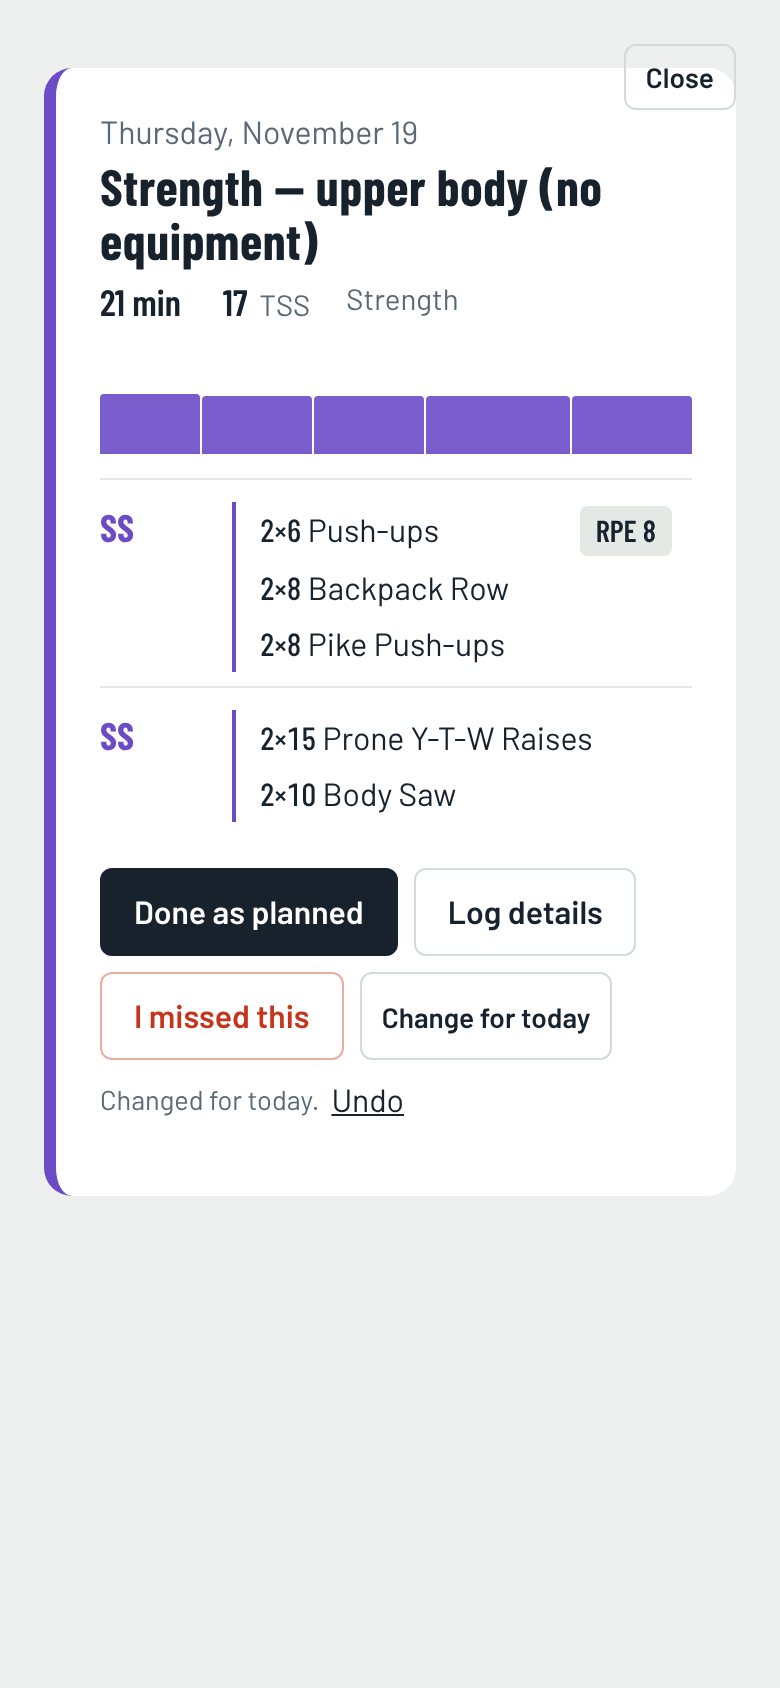 Close
Thursday, November 19
Strength — upper body (no
equipment)
21 min 17 TSS Strength
SS 2×6 Push-ups RPE 8
2×8 Backpack Row
2×8 Pike Push-ups
SS 2×15 Prone Y-T-W Raises
2×10 Body Saw
Done as planned Log details
I missed this Change for today
Changed for today. Undo